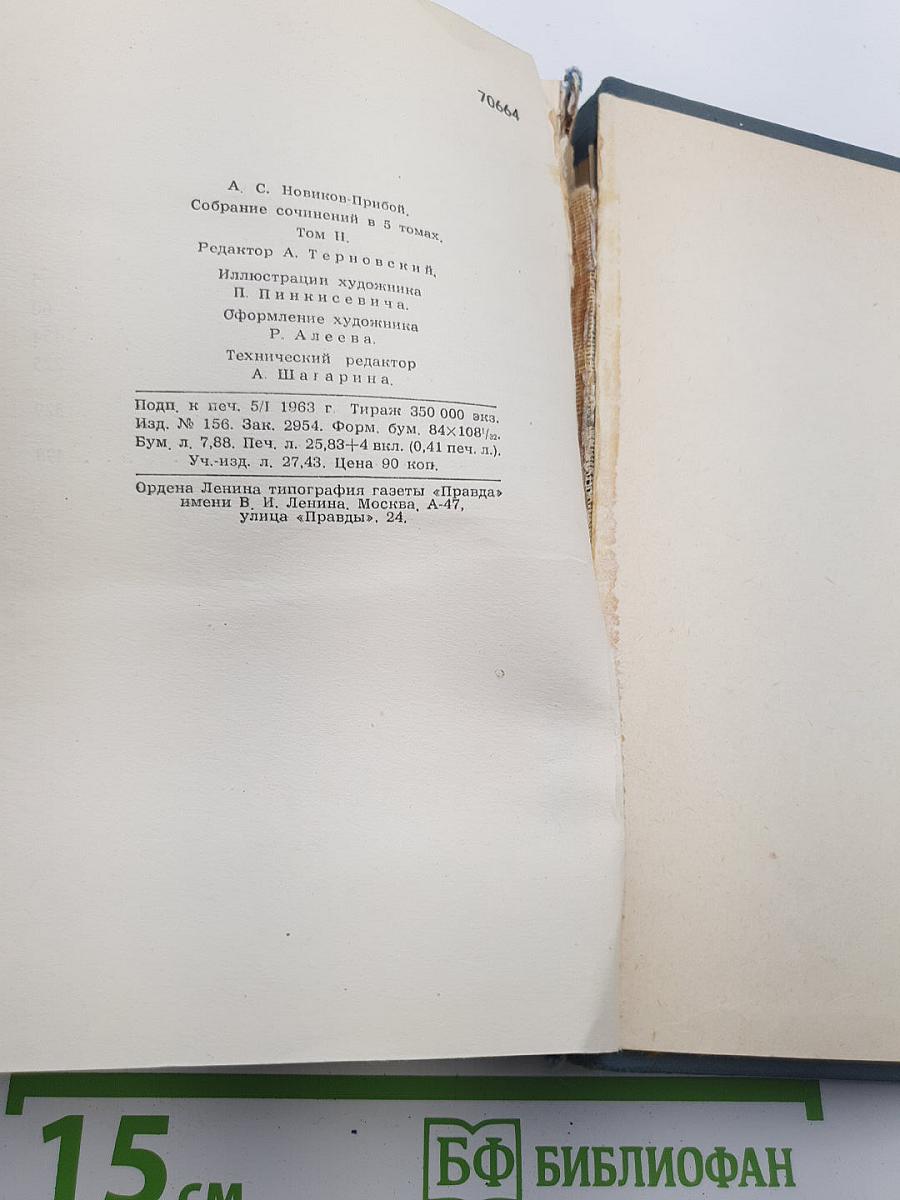 70664
А. С. Новиков-Прибой.
Собрание сочинений в 5 томах.
Том II.
Редактор А. Терновский.
Иллюстрации художника
П. Пинкисевича.
Оформление художника
Р. Алеева.
Технический редактор
А. Шагарина.
Подп. к печ. 5/I 1963 г. Тираж 350 000 экз.
Изд. № 156. Зак. 2954. Форм. бум. 84×108¹/₃₂.
Бум. л. 7,88. Печ. л. 25,83+4 вкл. (0,41 печ. л.).
Уч.-изд. л. 27,43. Цена 90 коп.
Ордена Ленина типография газеты «Правда»
имени В. И. Ленина. Москва, А-47,
улица «Правды», 24.
15 см
БФ БИБЛИОФАН